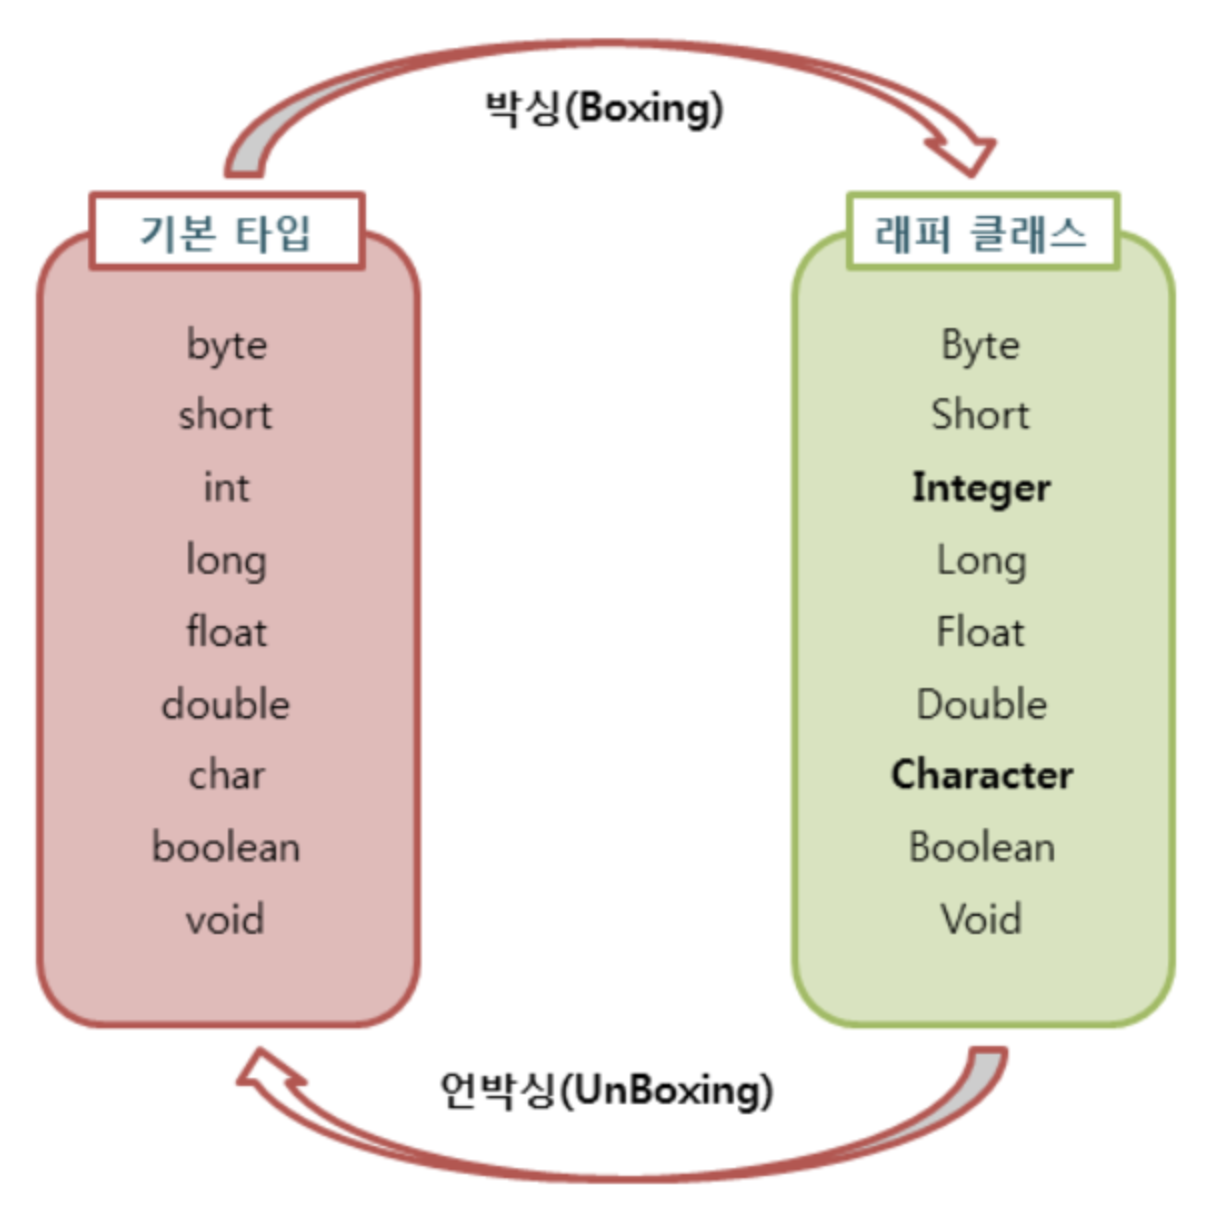 박싱(Boxing)
기본 타입
byte
short
int
long
float
double
char
boolean
void
래퍼 클래스
Byte
Short
Integer
Long
Float
Double
Character
Boolean
Void
언박싱(UnBoxing)